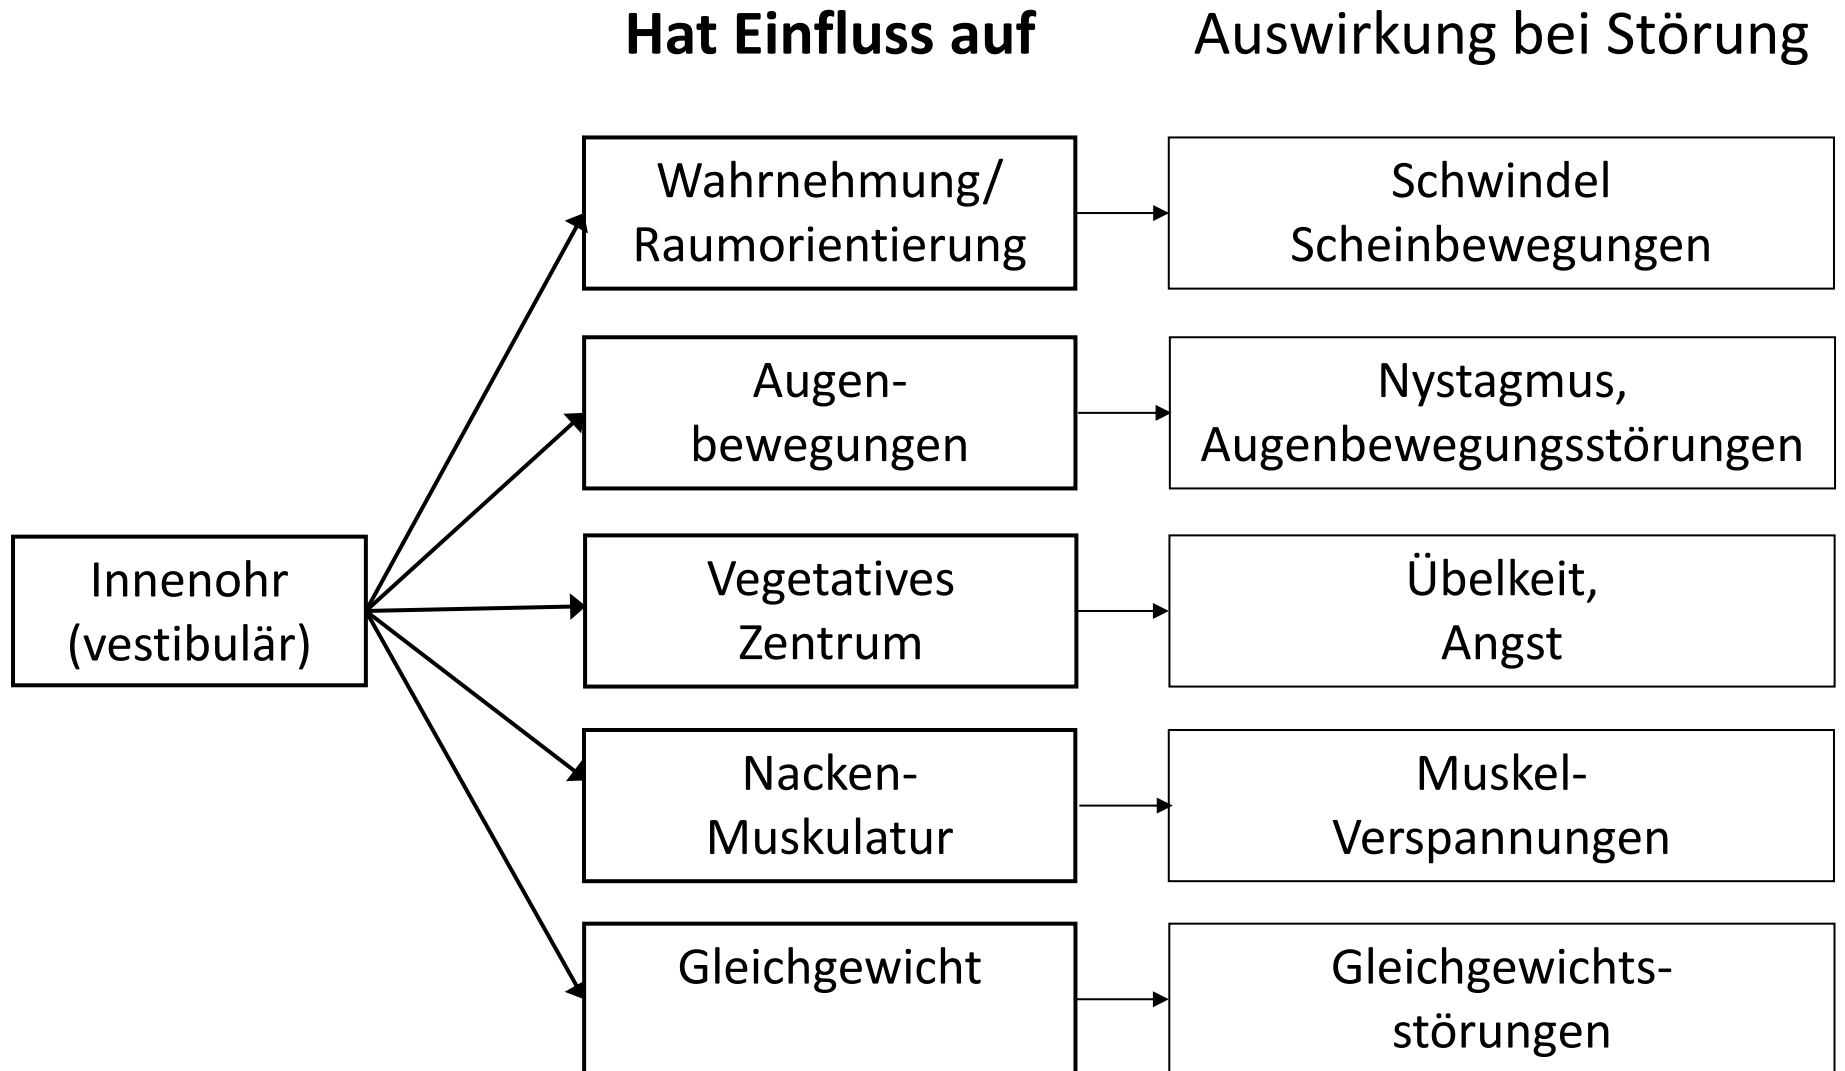 Hat Einfluss auf
Auswirkung bei Störung
Wahrnehmung/
Raumorientierung
Schwindel
Scheinbewegungen
Augen-
bewegungen
Nystagmus,
Augenbewegungsstörungen
Innenohr
(vestibulär)
Vegetatives
Zentrum
Übelkeit,
Angst
Nacken-
Muskulatur
Muskel-
Verspannungen
Gleichgewicht
Gleichgewichts-
störungen